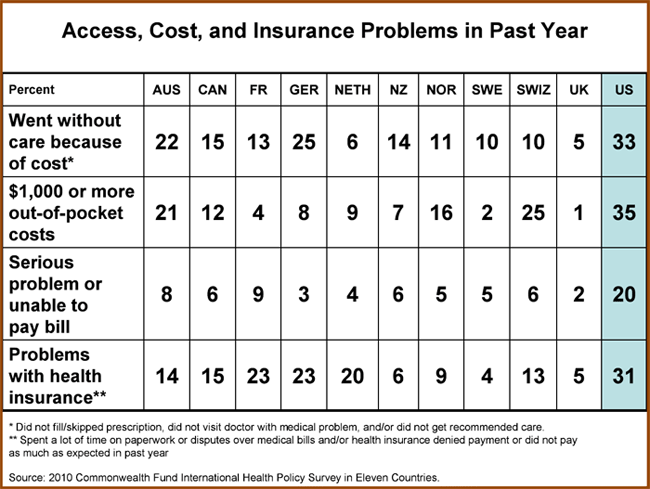 Access, Cost, and Insurance Problems in Past Year
Percent AUS CAN FR GER NETH NZ NOR SWE SWIZ UK US
Went without
care because 22 15 13 25 6 14 11 10 10 5 33
of cost*
$1,000 or more
out-of-pocket 21 12 4 8 9 7 16 2 25 1 35
costs
Serious
problem or
unable to 8 6 9 3 4 6 5 5 6 2 20
pay bill
Problems
with health 14 15 23 23 20 6 9 4 13 5 31
insurance**
* Did not fill/skipped prescription, did not visit doctor with medical problem, and/or did not get recommended care.
** Spent a lot of time on paperwork or disputes over medical bills and/or health insurance denied payment or did not pay
as much as expected in past year
Source: 2010 Commonwealth Fund International Health Policy Survey in Eleven Countries.